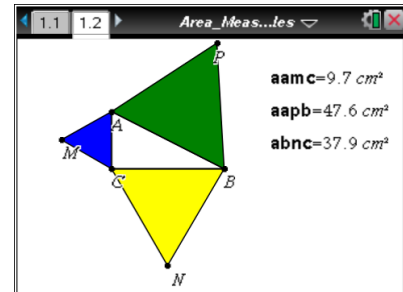 1.1 1.2 Area_Meas...les
P
aamc=9.7 cm²
aapb=47.6 cm²
A
abnc=37.9 cm²
M
C
B
N